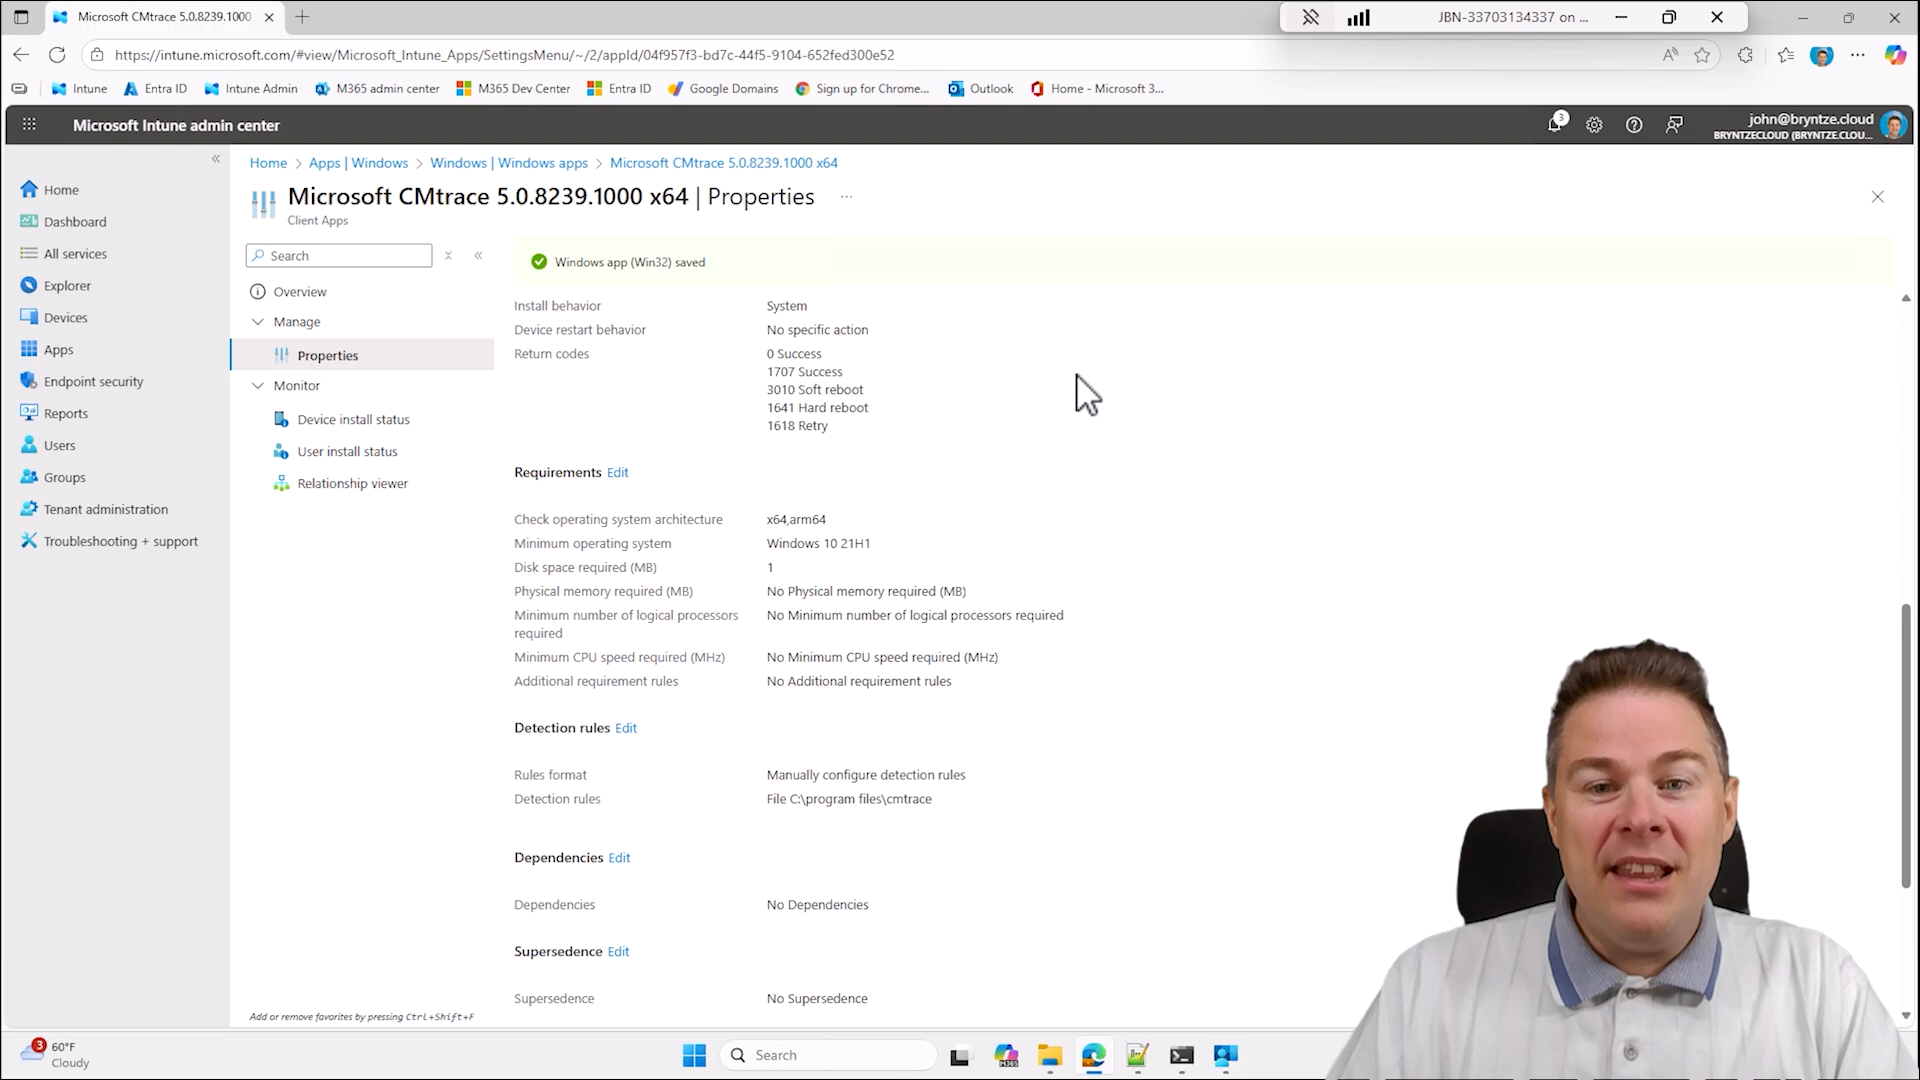 Microsoft CMtrace 5.0.8239.1000
JBN-33703134337 on ...
https://intune.microsoft.com/#view/Microsoft_Intune_Apps/SettingsMenu/~/2/appId/04f957f3-bd7c-44f5-9104-652fed300e52
Intune
Entra ID
Intune Admin
M365 admin center
M365 Dev Center
Entra ID
Google Domains
Sign up for Chrome...
Outlook
Home - Microsoft 3...
Microsoft Intune admin center
3
john@bryntze.cloud
BRYNTZECLOUD (BRYNTZE.CLOU...
Home
Dashboard
All services
Explorer
Devices
Apps
Endpoint security
Reports
Users
Groups
Tenant administration
Troubleshooting + support
Home > Apps | Windows > Windows | Windows apps > Microsoft CMtrace 5.0.8239.1000 x64
Microsoft CMtrace 5.0.8239.1000 x64 | Properties
Client Apps
Search
Overview
Manage
Properties
Monitor
Device install status
User install status
Relationship viewer
Add or remove favorites by pressing Ctrl+Shift+F
Windows app (Win32) saved
Install behavior System
Device restart behavior No specific action
Return codes 0 Success
1707 Success
3010 Soft reboot
1641 Hard reboot
1618 Retry
Requirements Edit
Check operating system architecture x64,arm64
Minimum operating system Windows 10 21H1
Disk space required (MB) 1
Physical memory required (MB) No Physical memory required (MB)
Minimum number of logical processors required No Minimum number of logical processors required
Minimum CPU speed required (MHz) No Minimum CPU speed required (MHz)
Additional requirement rules No Additional requirement rules
Detection rules Edit
Rules format Manually configure detection rules
Detection rules File C:\program files\cmtrace
Dependencies Edit
Dependencies No Dependencies
Supersedence Edit
Supersedence No Supersedence
3
60°F
Cloudy
Search
M365